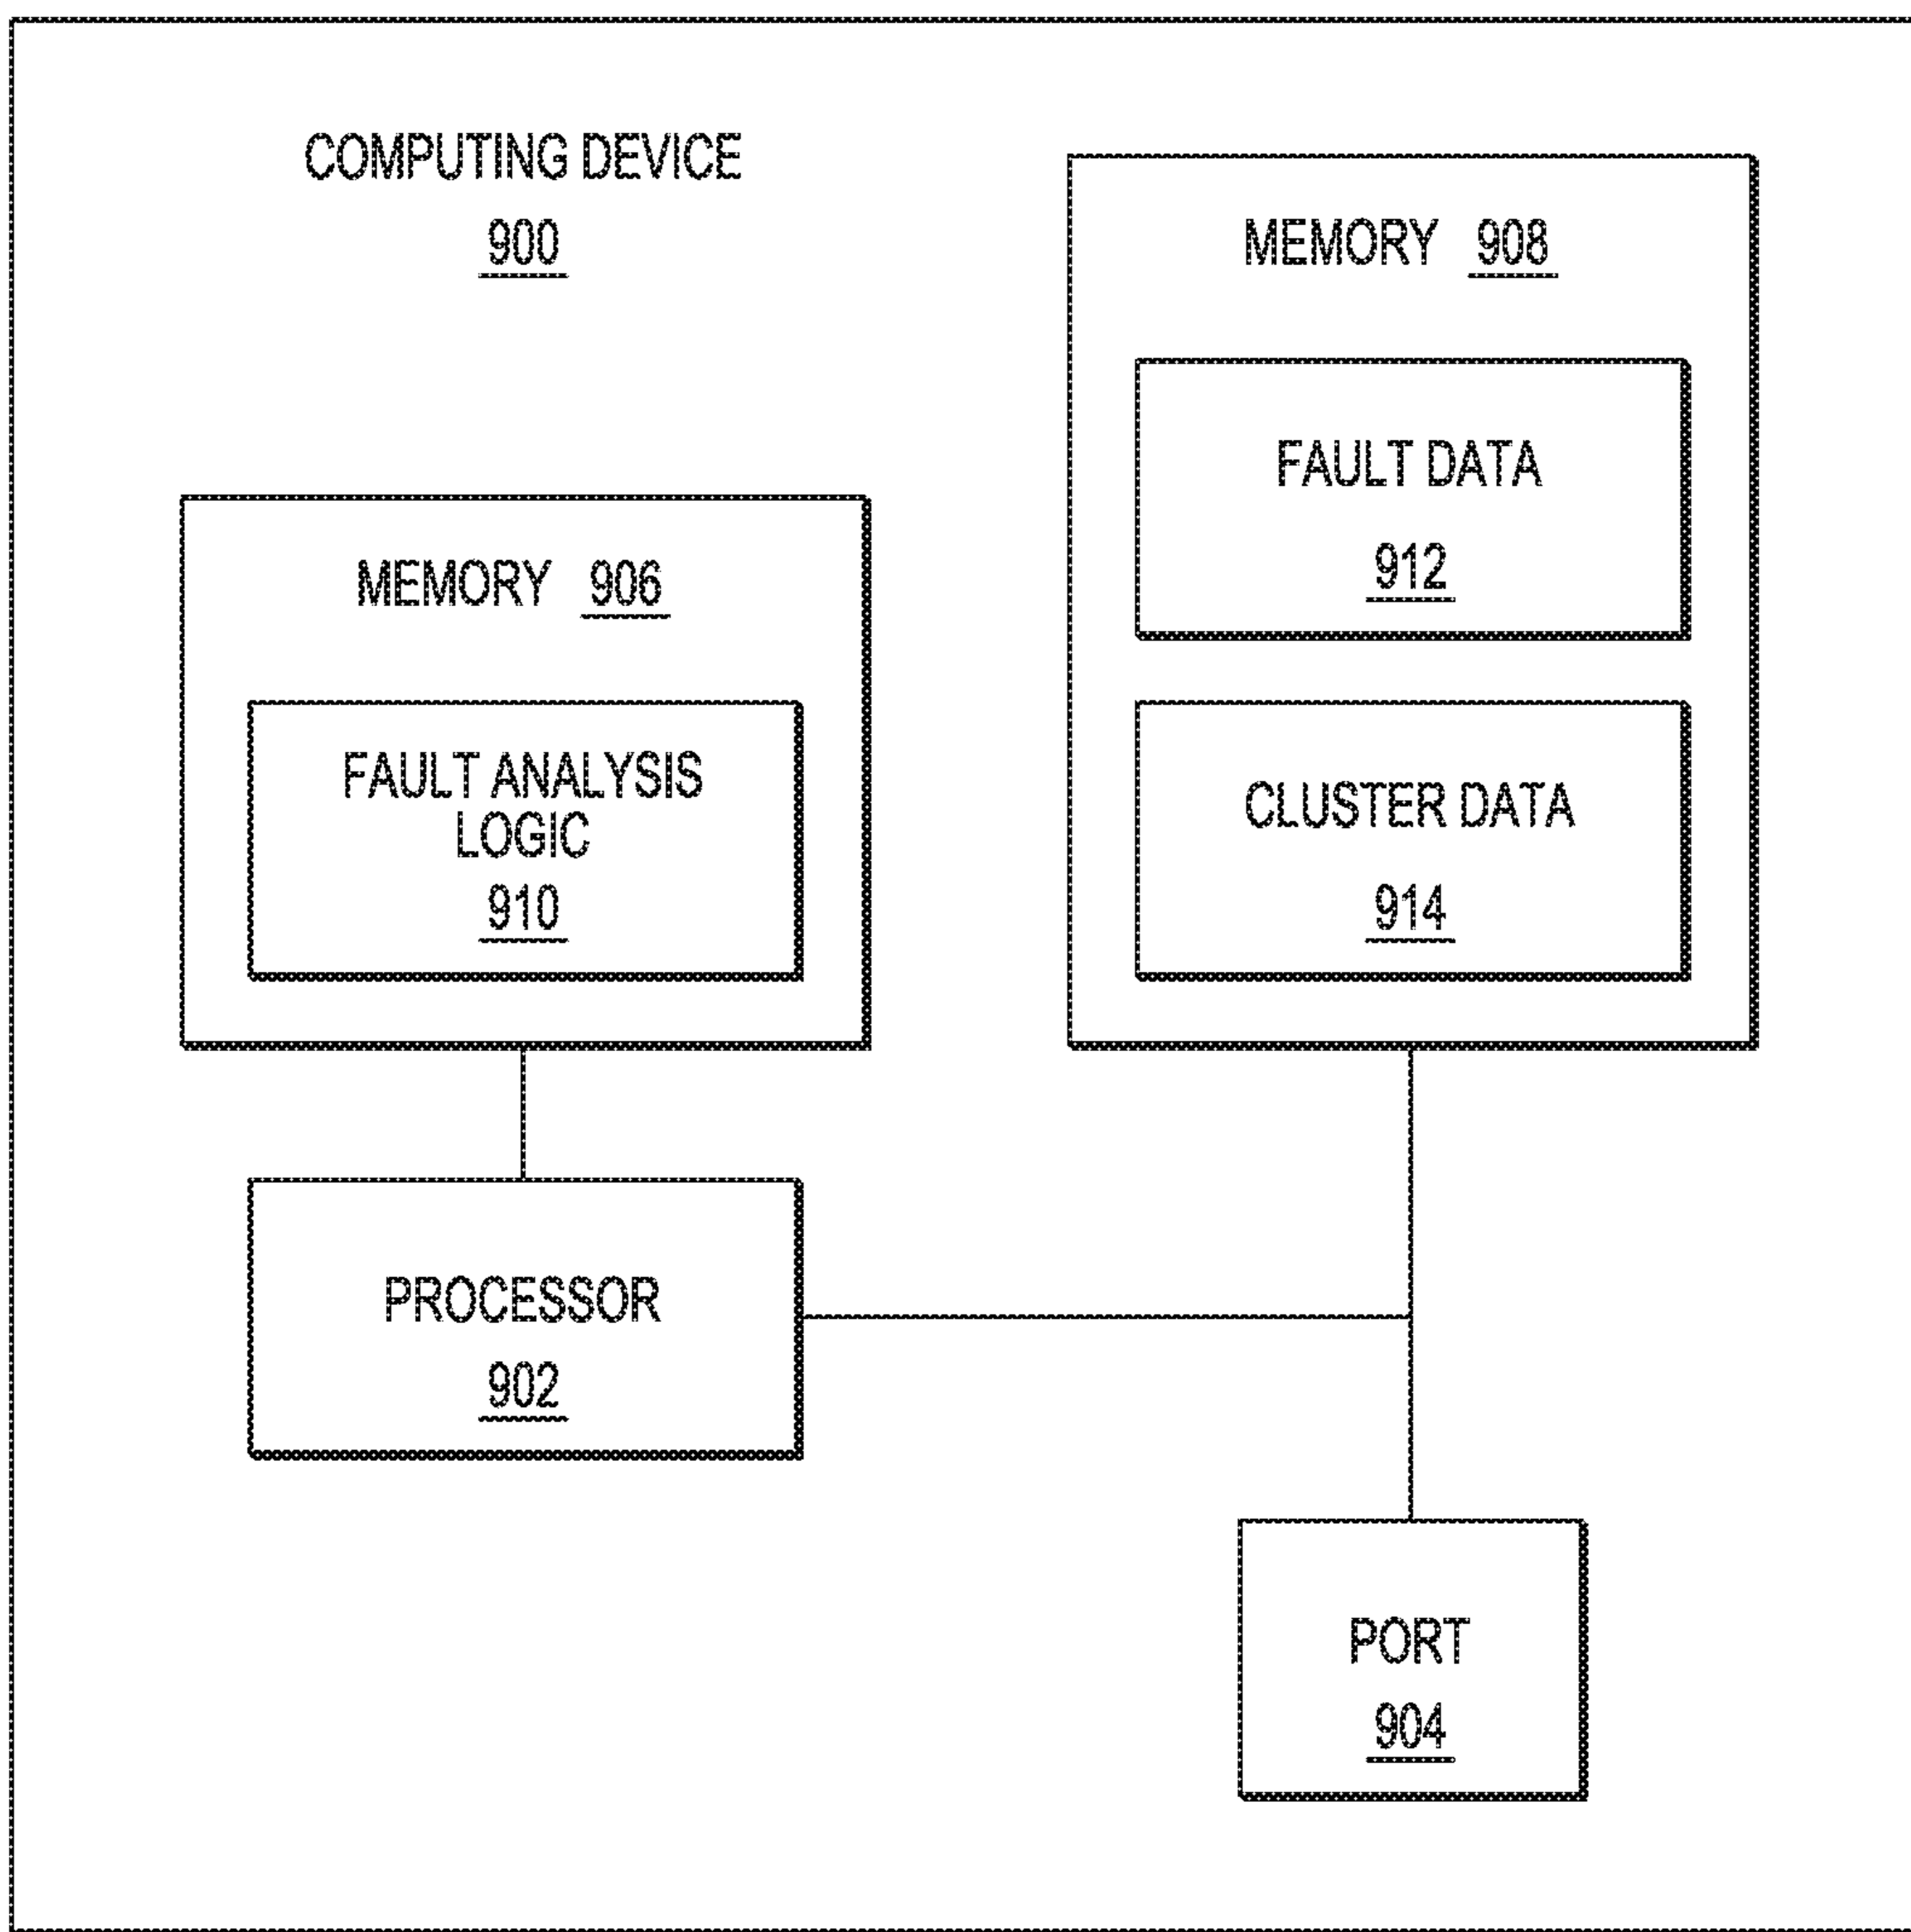 COMPUTING DEVICE
900
MEMORY 908
FAULT DATA
912
CLUSTER DATA
914
MEMORY 906
FAULT ANALYSIS
LOGIC
910
PROCESSOR
902
PORT
904